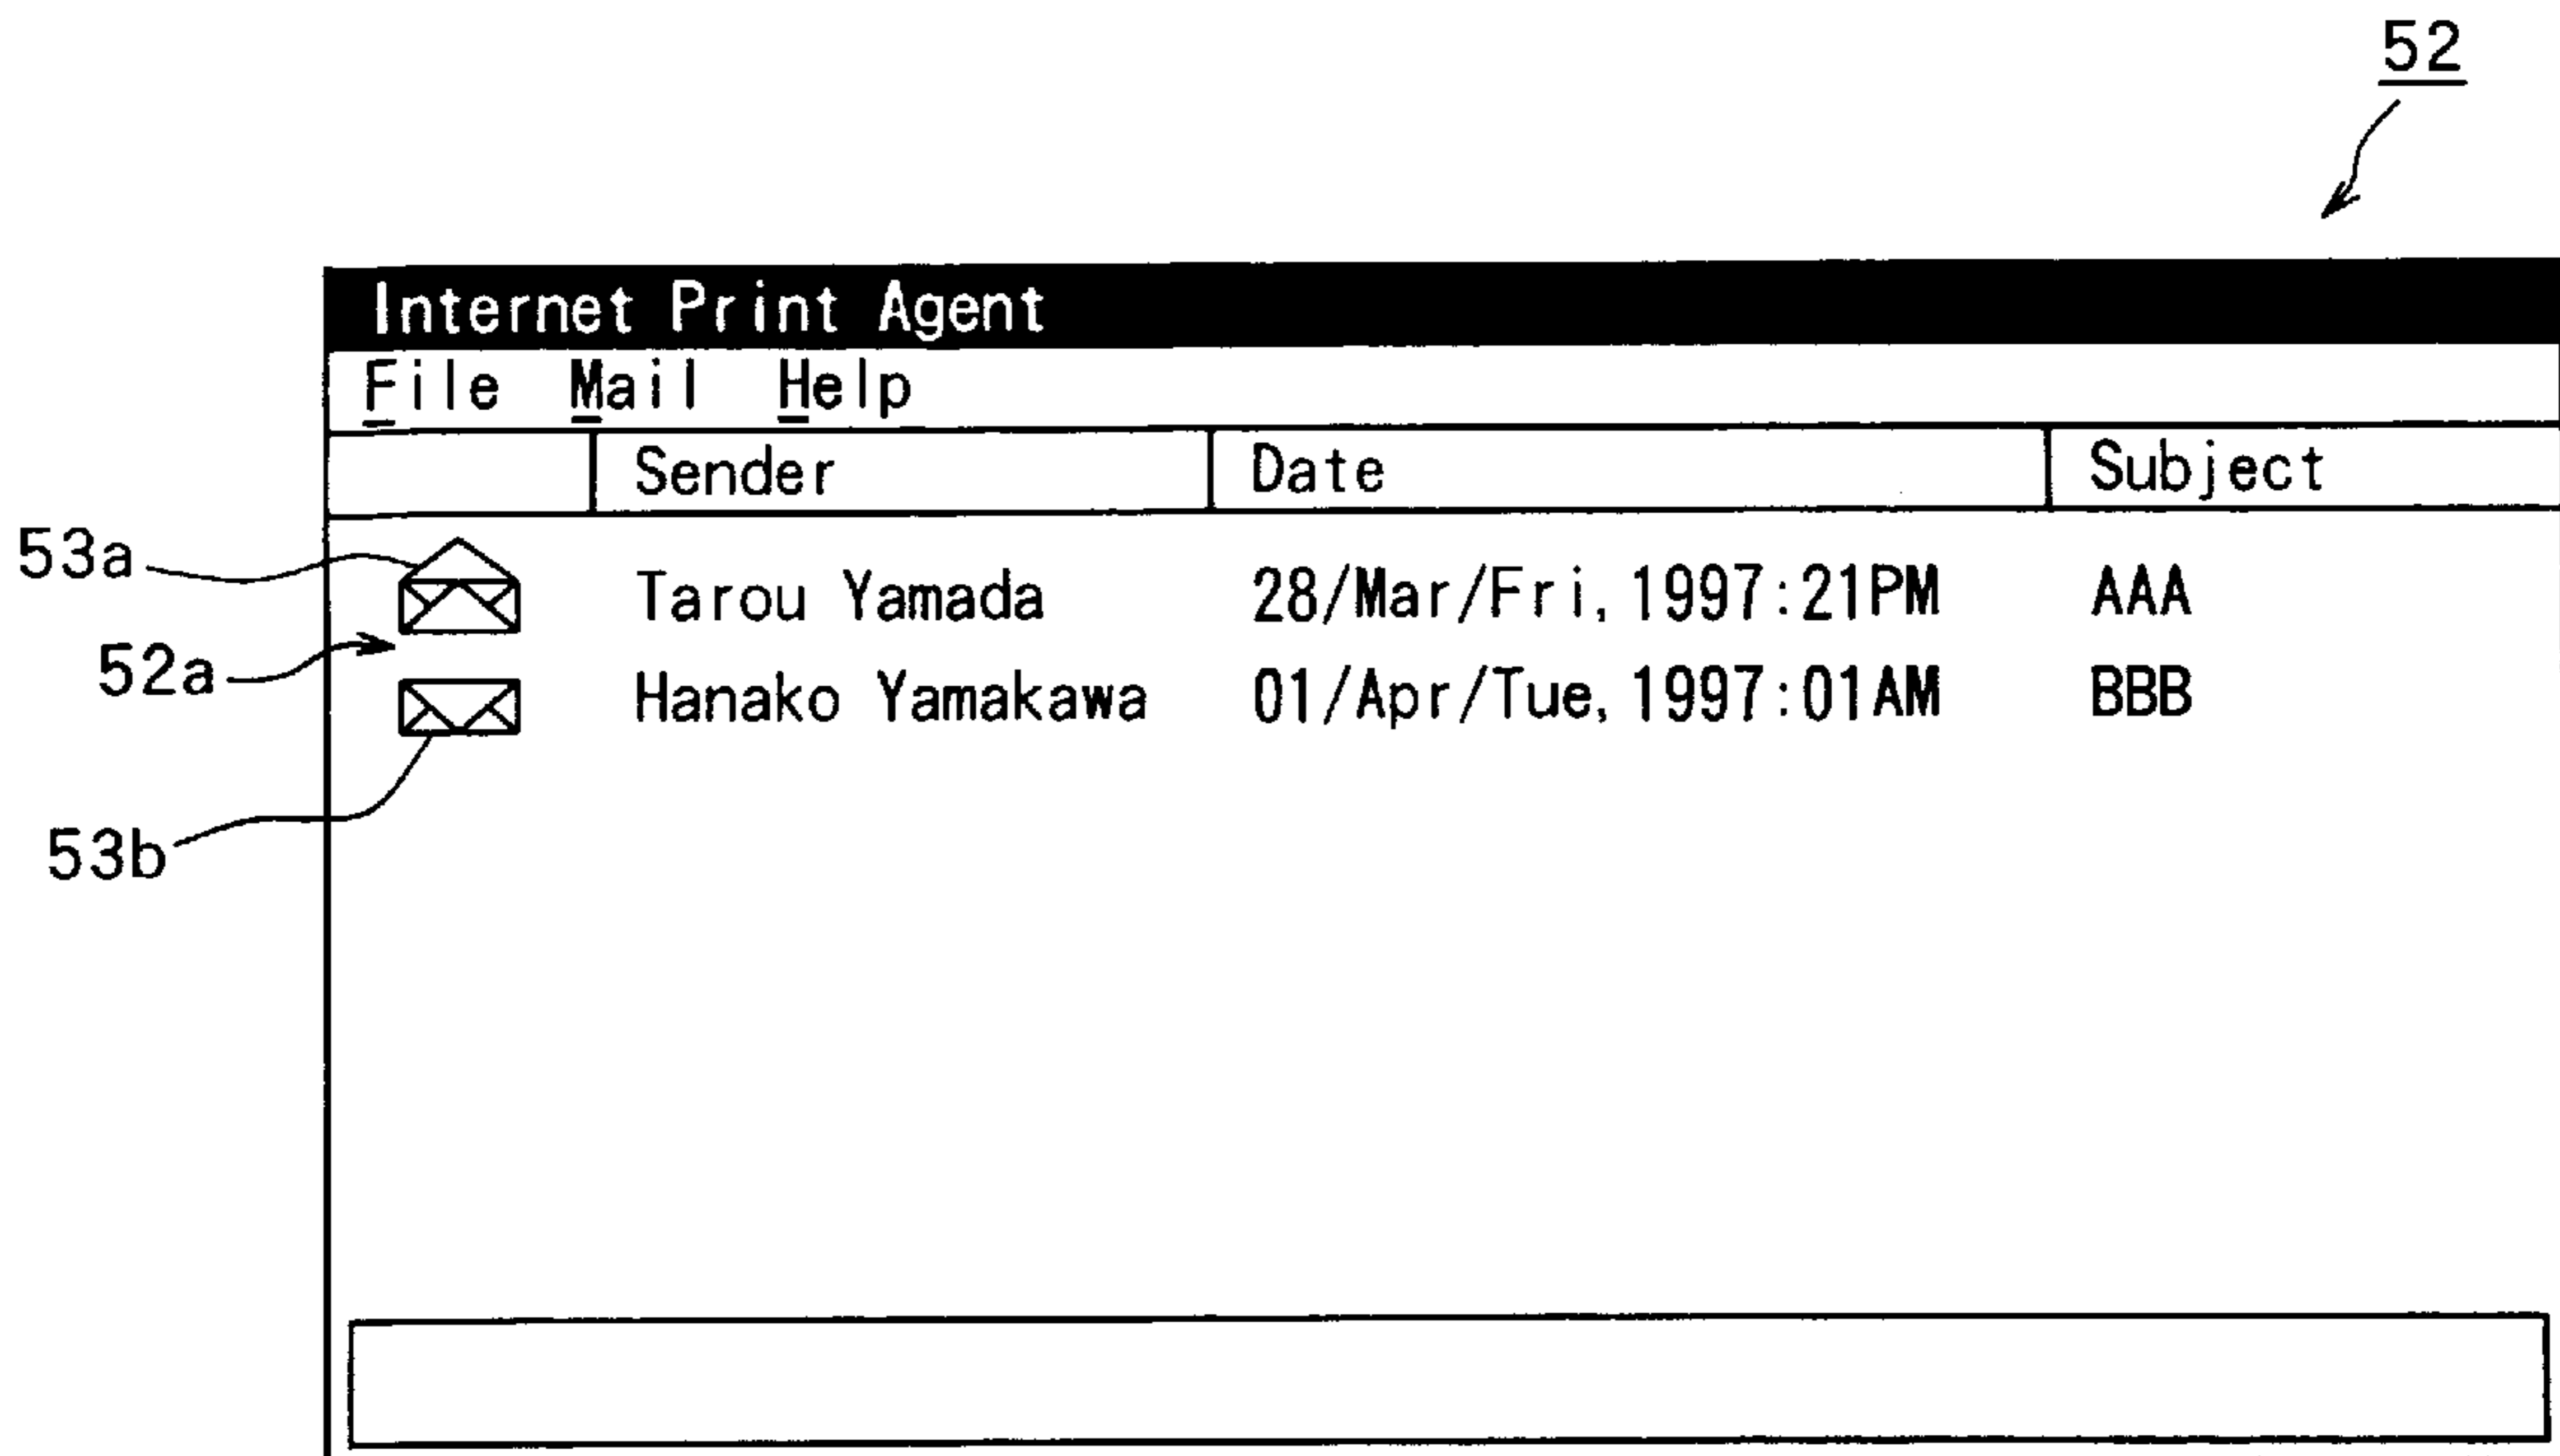 52
Internet Print Agent
File Mail Help
Sender Date Subject
53a
Tarou Yamada 28/Mar/Fri, 1997:21PM AAA
52a
Hanako Yamakawa 01/Apr/Tue, 1997:01AM BBB
53b